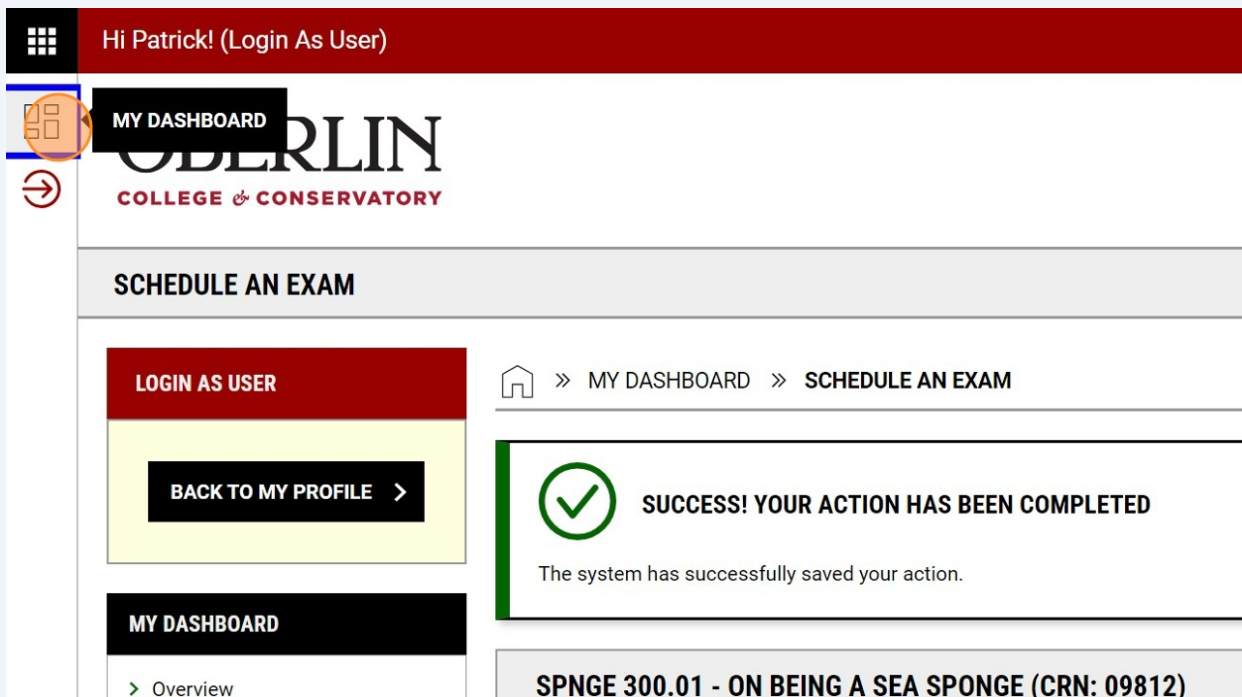 Hi Patrick! (Login As User)
MY DASHBOARD
OBERLIN
COLLEGE & CONSERVATORY
SCHEDULE AN EXAM
LOGIN AS USER
BACK TO MY PROFILE
MY DASHBOARD
Overview
MY DASHBOARD » SCHEDULE AN EXAM
SUCCESS! YOUR ACTION HAS BEEN COMPLETED
The system has successfully saved your action.
SPNGE 300.01 - ON BEING A SEA SPONGE (CRN: 09812)